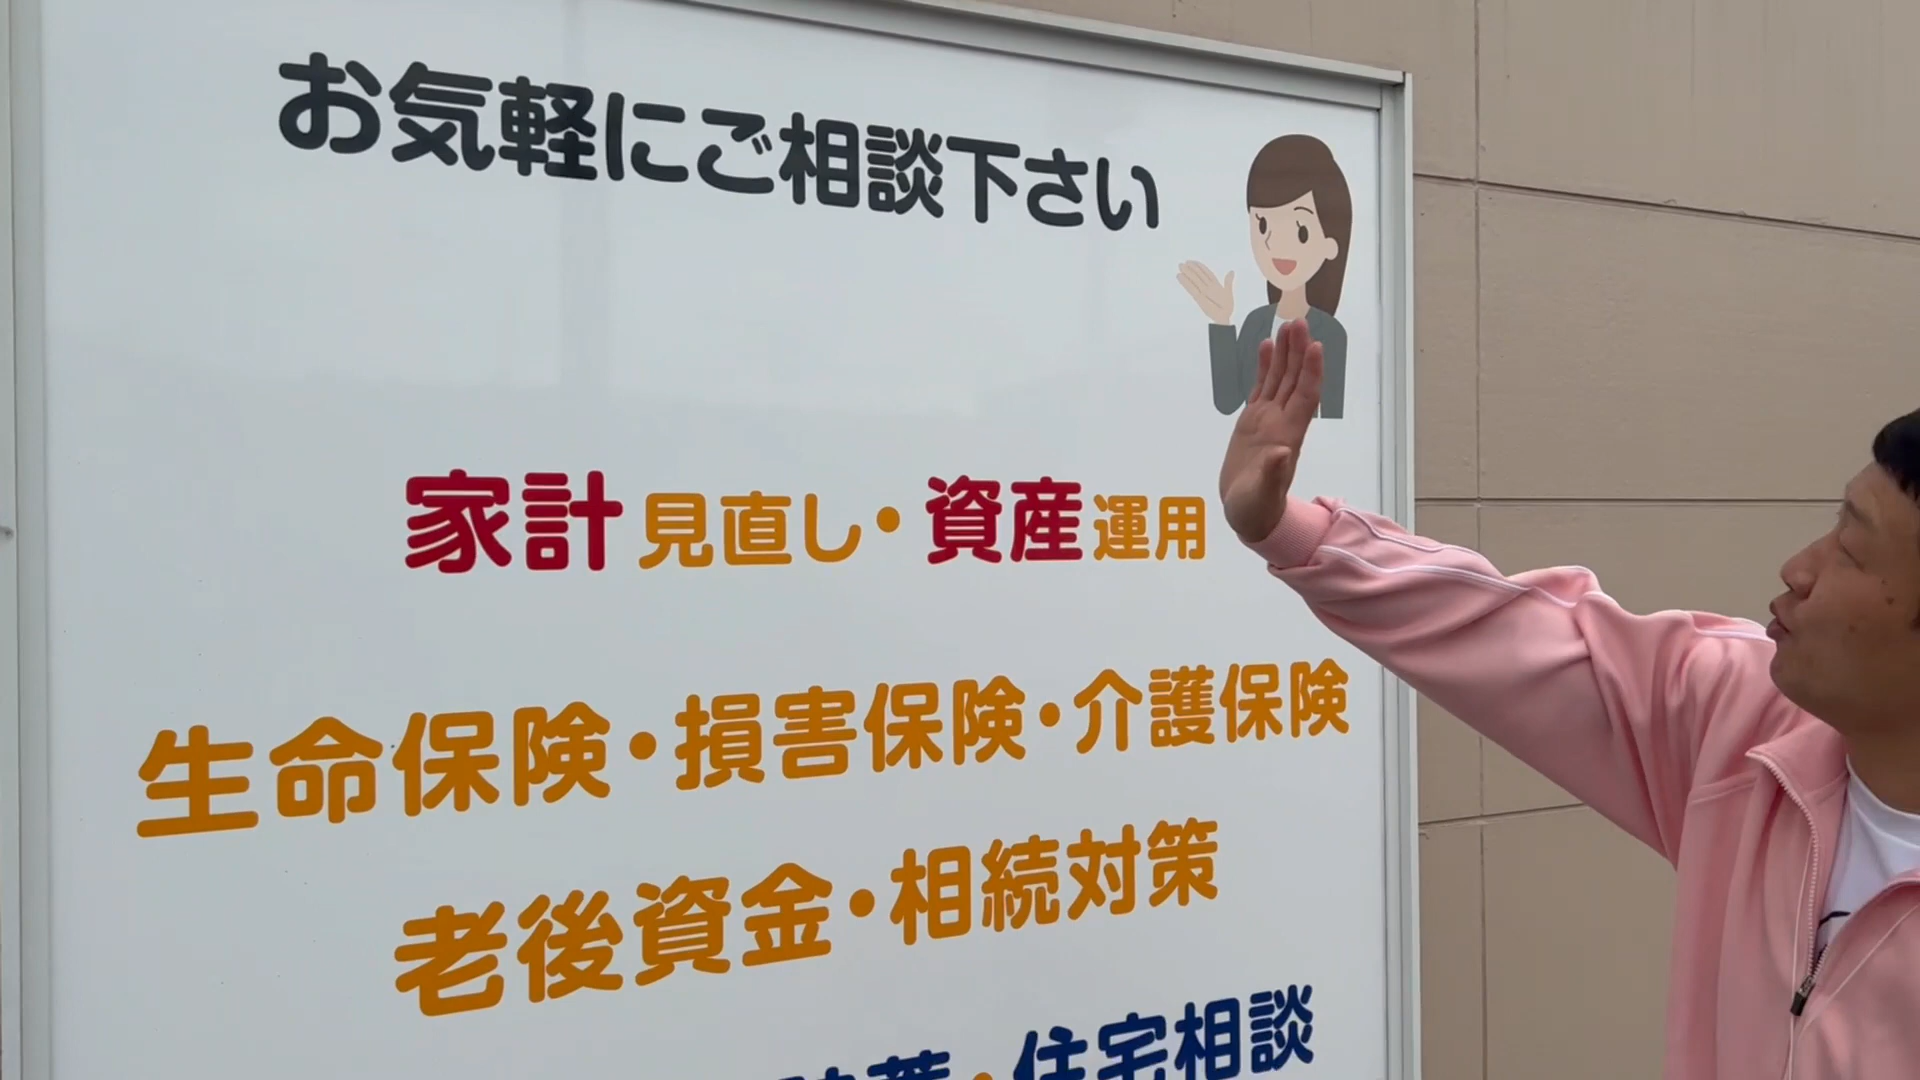 お気軽にご相談下さい
家計見直し・資産運用
生命保険・損害保険・介護保険
老後資金・相続対策
・住宅相談